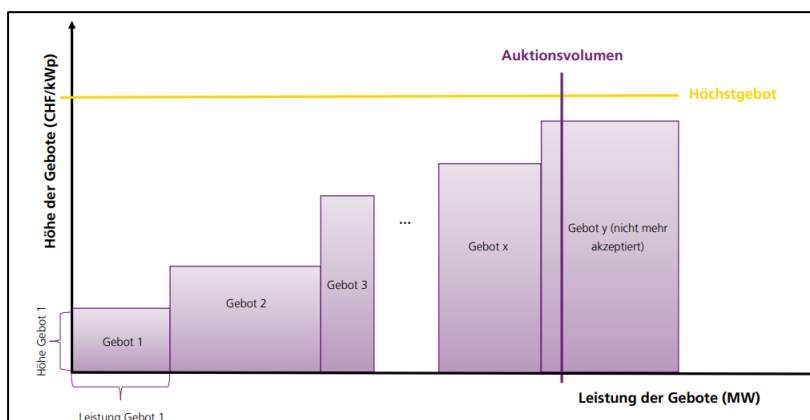 Höhe der Gebote (CHF/kWp)
Auktionsvolumen
Höchstgebot
...
Gebot 1
Gebot 2
Gebot 3
Gebot x
Gebot y (nicht mehr
akzeptiert)
Höhe Gebot 1
Leistung Gebot 1
Leistung der Gebote (MW)